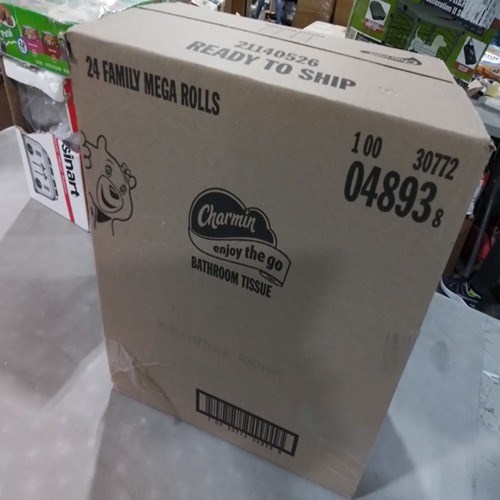 21140526
READY TO SHIP
24 FAMILY MEGA ROLLS
1 00 30772
04893 8
Charmin
enjoy the go
BATHROOM TISSUE
sinart